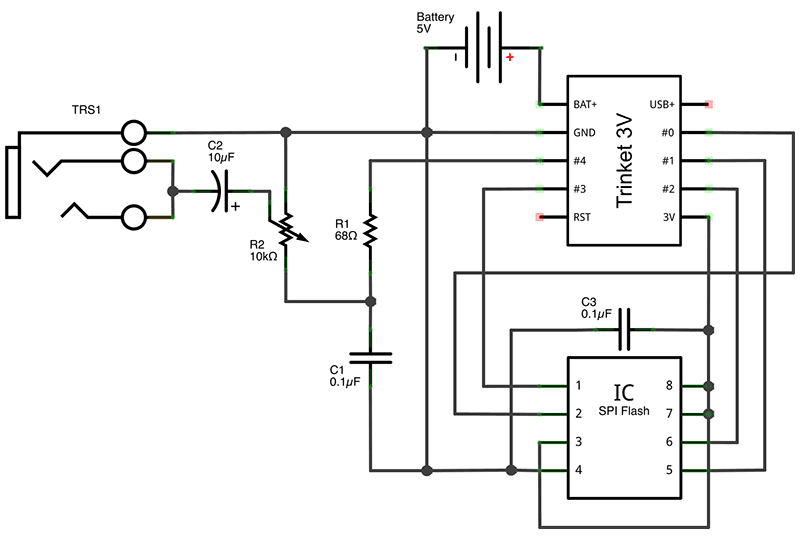 Battery
5V
-
+
TRS1
C2
10µF
+
R2
10kΩ
R1
68Ω
C1
0.1µF
BAT+
GND
#4
#3
RST
Trinket 3V
USB+
#0
#1
#2
3V
C3
0.1µF
IC
SPI Flash
1
2
3
4
8
7
6
5